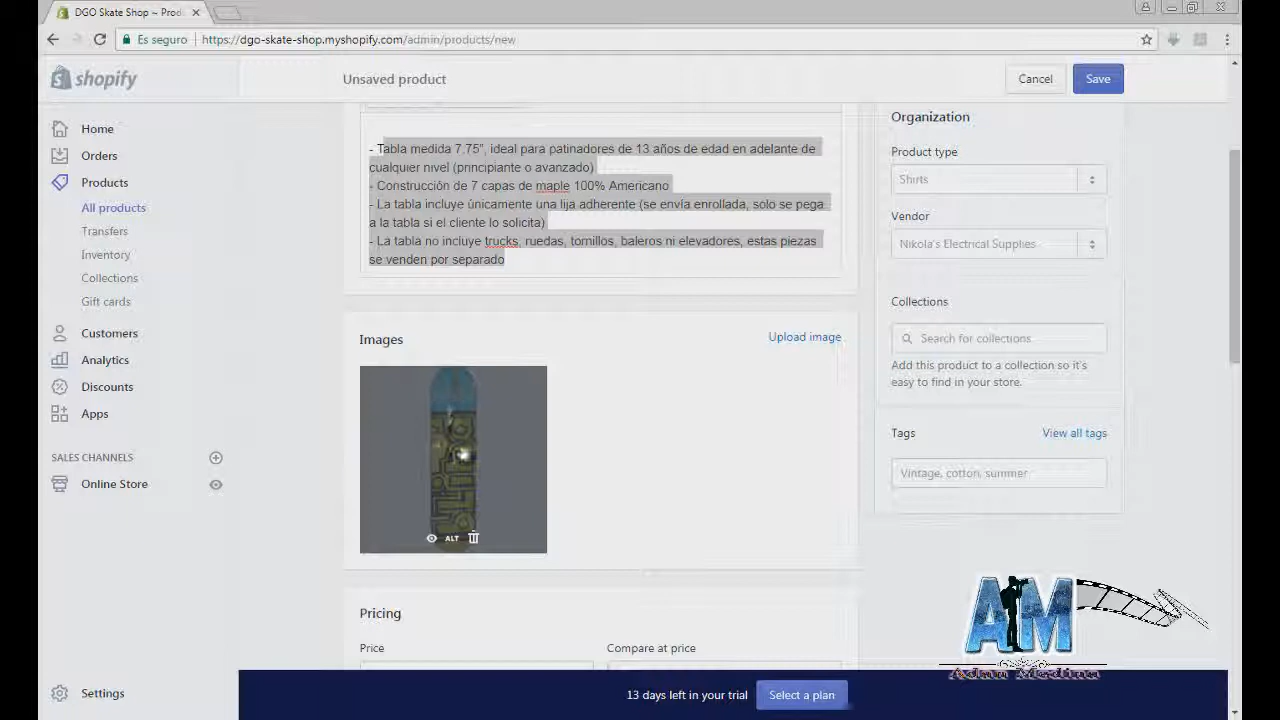 DGO Skate Shop ~ Prod
Es seguro
https://dgo-skate-shop.myshopify.com/admin/products/new
shopify
Unsaved product
Cancel
Save
Home
Orders
Products
All products
Transfers
Inventory
Collections
Gift cards
Customers
Analytics
Discounts
Apps
SALES CHANNELS
Online Store
Settings
- Tabla medida 7.75", ideal para patinadores de 13 años de edad en adelante de
cualquier nivel (principiante o avanzado)
- Construcción de 7 capas de maple 100% Americano
- La tabla incluye únicamente una lija adherente (se envía enrollada, solo se pega
a la tabla si el cliente lo solicita)
- La tabla no incluye trucks, ruedas, tornillos, baleros ni elevadores, estas piezas
se venden por separado
Images
Upload image
blind
ALT
Pricing
Price
Compare at price
Organization
Product type
Shirts
Vendor
Nikola's Electrical Supplies
Collections
Search for collections
Add this product to a collection so it's
easy to find in your store.
Tags
View all tags
Vintage, cotton, summer
13 days left in your trial
Select a plan
AM
Adan Medina